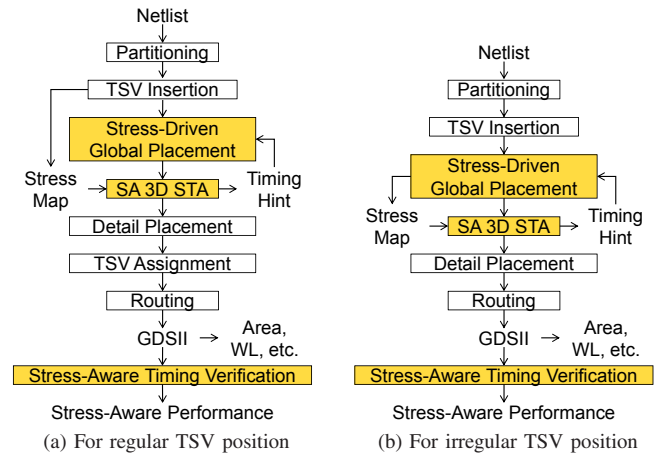 Netlist
Partitioning
TSV Insertion
Stress-Driven
Global Placement
Stress
Map
SA 3D STA
Timing
Hint
Detail Placement
TSV Assignment
Routing
GDSII
Area,
WL, etc.
Stress-Aware Timing Verification
Stress-Aware Performance
(a) For regular TSV position
Netlist
Partitioning
TSV Insertion
Stress-Driven
Global Placement
Stress
Map
SA 3D STA
Timing
Hint
Detail Placement
Routing
GDSII
Area,
WL, etc.
Stress-Aware Timing Verification
Stress-Aware Performance
(b) For irregular TSV position